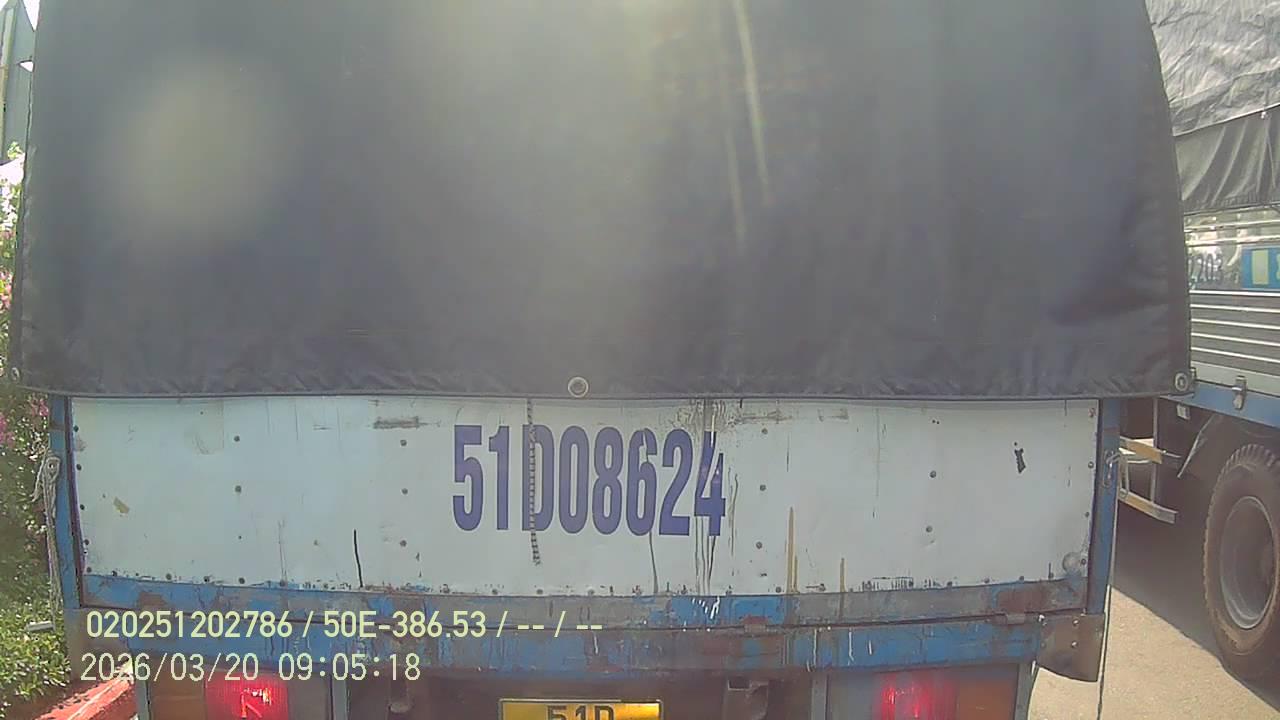 51D08624
020251202786 / 50E-386.53 / -- / --
2026/03/20 09:05:18
51D